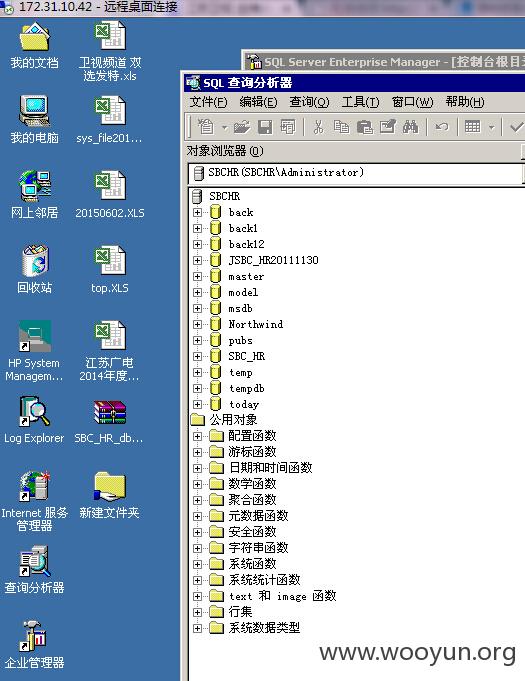 172.31.10.42 - 远程桌面连接
我的文档
卫视频道 双
选发特.xls
我的电脑
sys_file201...
网上邻居
20150602.XLS
回收站
top.XLS
HP System
Managem...
江苏广电
2014年度...
Log Explorer
SBC_HR_db...
Internet 服务
管理器
新建文件夹
查询分析器
企业管理器
SQL Server Enterprise Manager - [控制台根目
SQL 查询分析器
文件(F) 编辑(E) 查询(Q) 工具(T) 窗口(W) 帮助(H)
对象浏览器(O)
SBCHR(SBCHR\Administrator)
SBCHR
back
back1
back12
JSBC_HR20111130
master
model
msdb
Northwind
pubs
SBC_HR
temp
tempdb
today
公用对象
配置函数
游标函数
日期和时间函数
数学函数
聚合函数
元数据函数
安全函数
字符串函数
系统函数
系统统计函数
text 和 image 函数
行集
系统数据类型
www.wooyun.org